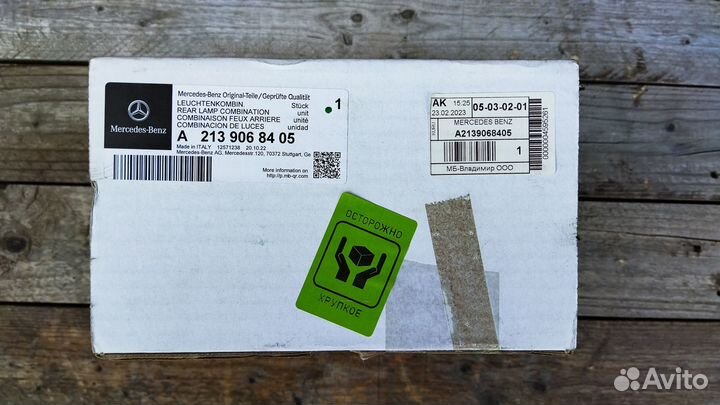 Mercedes-Benz
Mercedes-Benz Original-Teile/Geprüfte Qualität
LEUCHTENKOMBIN.
REAR LAMP COMBINATION
COMBINAISON FEUX ARRIERE
COMBINACION DE LUCES
Stück
unit
unité
unidad
1
A 213 906 84 05
Made in ITALY 12571238 20.10.22
Mercedes-Benz AG, Mercedesstr.120, 70372 Stuttgart, Ge
More information on
http://p.mb-qr.com
AK 15:25
23.02.2023
05-03-02-01
MERCEDES BENZ
A2139068405
1
МБ-Владимир ООО
ОСТОРОЖНО
ХРУПКОЕ
Avito